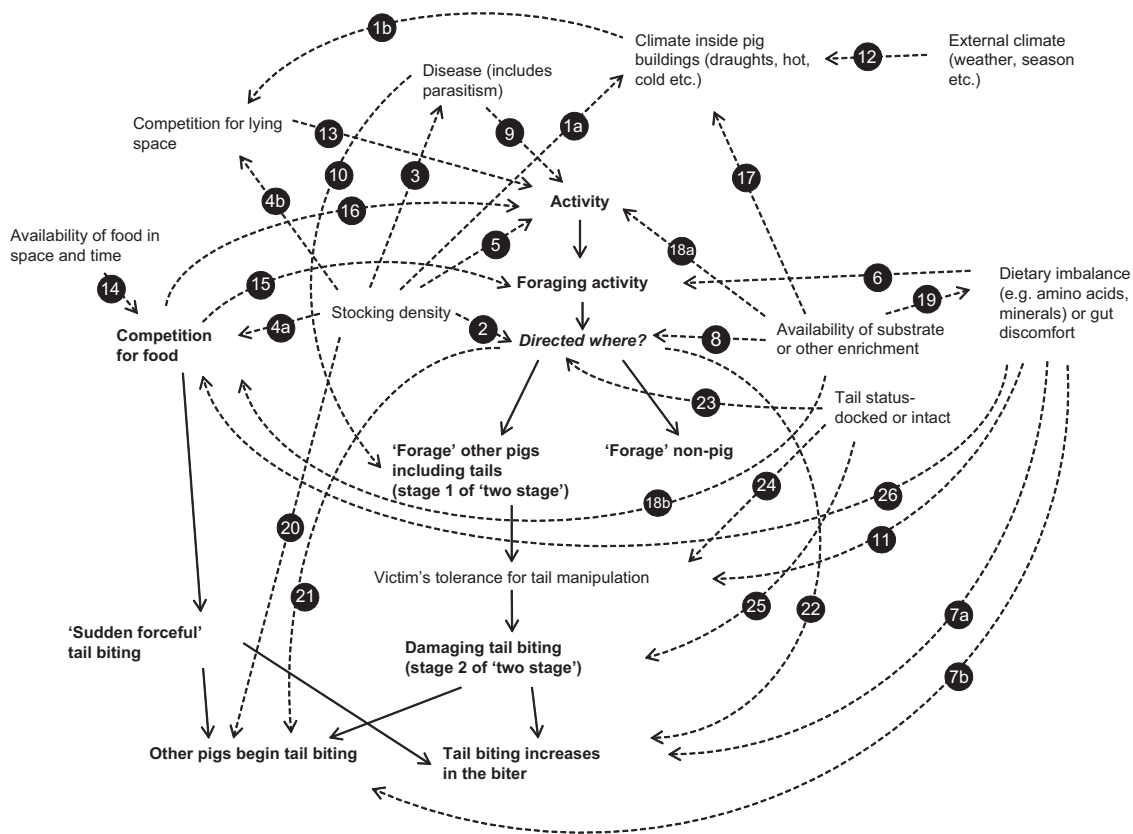 1b
Climate inside pig
buildings (draughts, hot,
cold etc.)
12
External climate
(weather, season
etc.)
Disease (includes
parasitism)
Competition for lying
space
13
9
1a
10
3
17
4b
16
Activity
Availability of food in
space and time
14
5
18a
15
Foraging activity
6
19
Dietary imbalance
(e.g. amino acids,
minerals) or gut
discomfort
Stocking density
Competition
for food
4a
2
Directed where?
8
Availability of substrate
or other enrichment
23
Tail status-
docked or intact
‘Forage’ other pigs
including tails
(stage 1 of ‘two stage’)
‘Forage’ non-pig
24
18b
26
20
11
Victim’s tolerance for tail manipulation
21
25
22
7a
‘Sudden forceful’
tail biting
Damaging tail biting
(stage 2 of ‘two stage’)
7b
Other pigs begin tail biting
Tail biting increases
in the biter